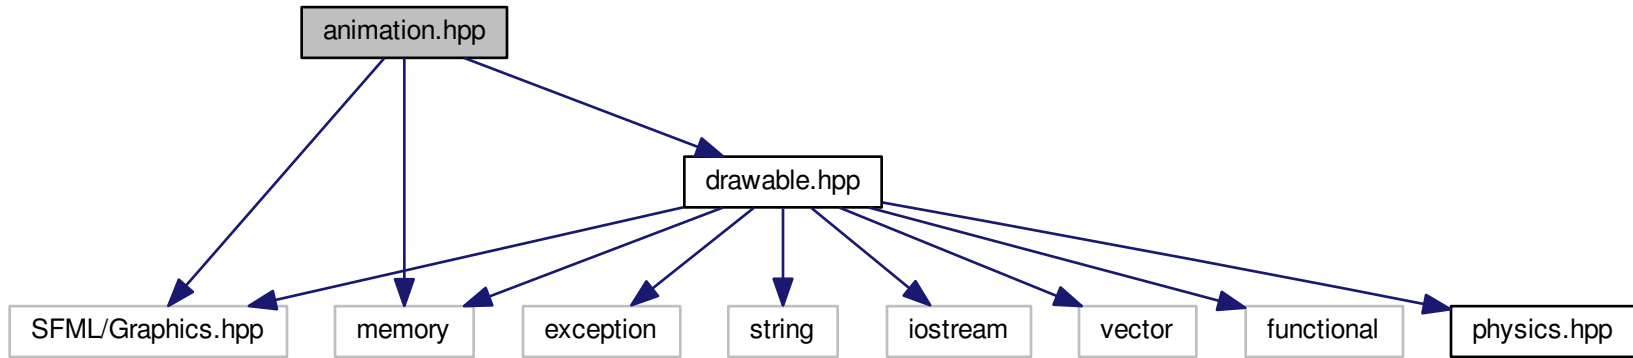 animation.hpp
drawable.hpp
SFML/Graphics.hpp
memory
exception
string
iostream
vector
functional
physics.hpp